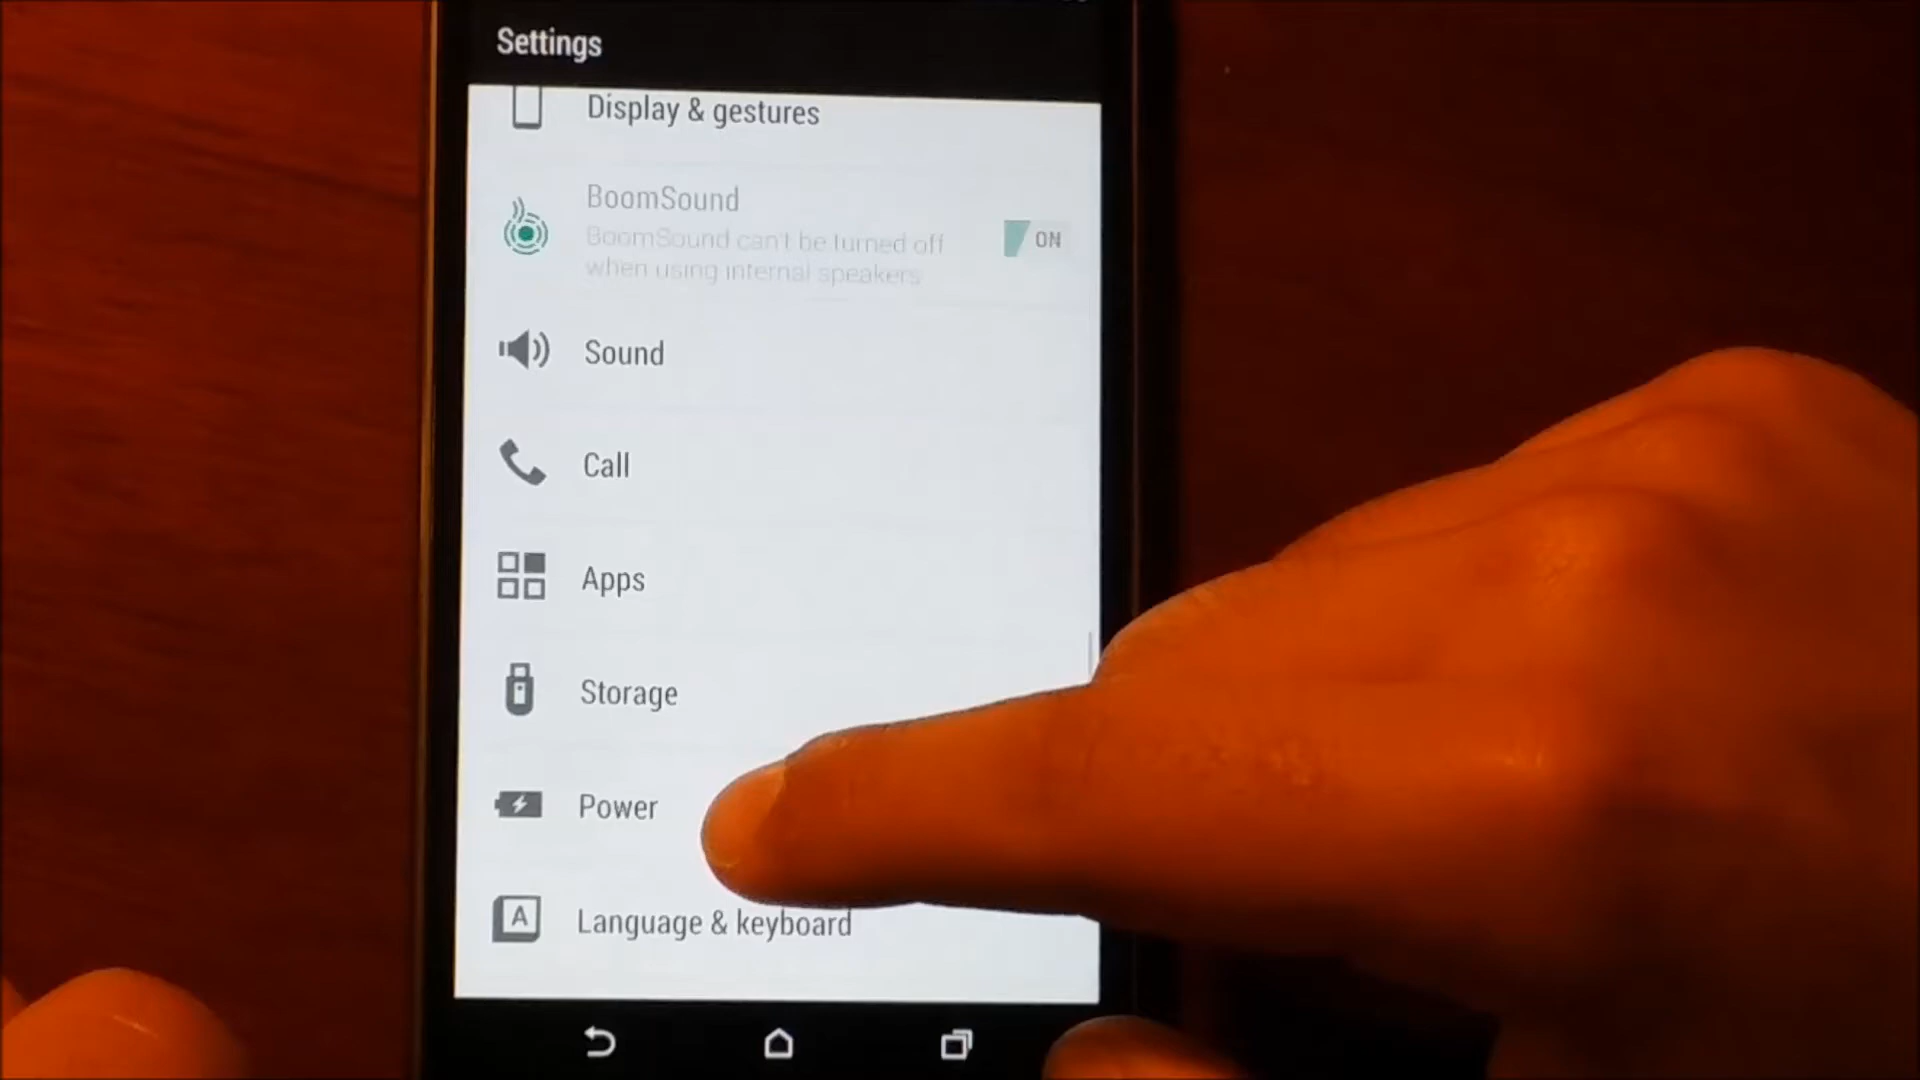 Settings
Display & gestures
BoomSound
BoomSound can't be turned off
when using internal speakers
ON
Sound
Call
Apps
Storage
Power
A
Language & keyboard